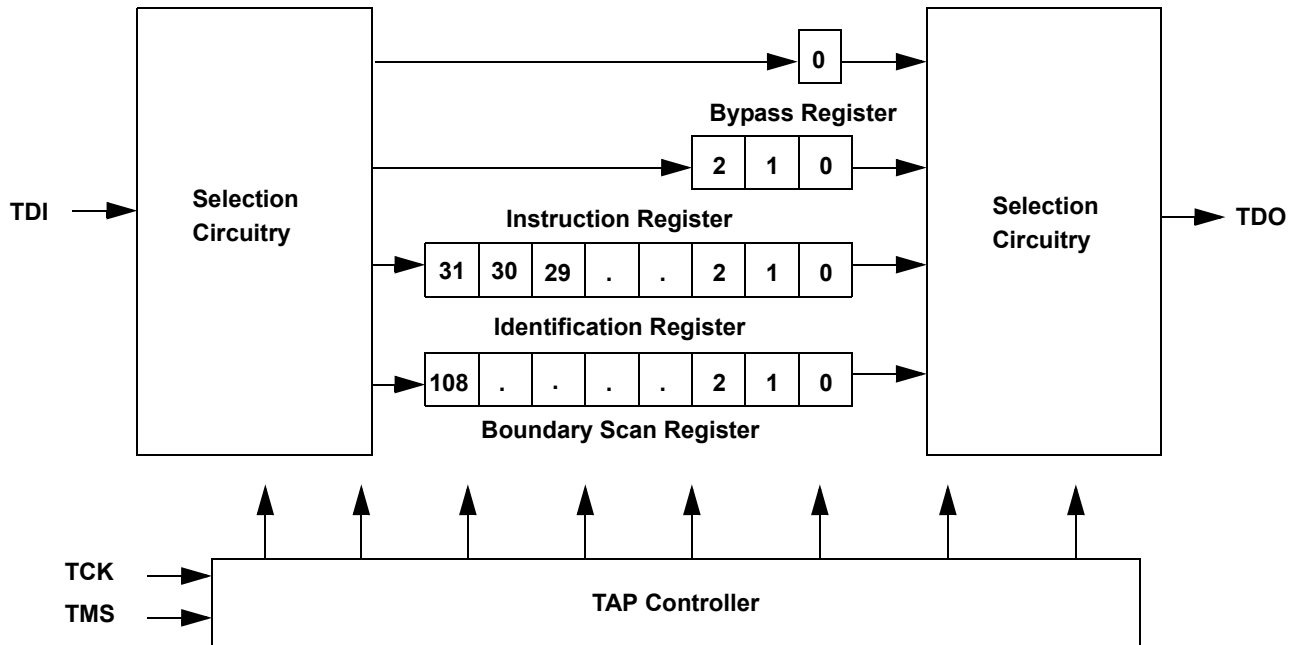 0
Bypass Register
2 1 0
Selection
Circuitry
Selection
Circuitry
TDI
TDO
Instruction Register
31 30 29 . . 2 1 0
Identification Register
108 . . . . 2 1 0
Boundary Scan Register
TCK
TMS
TAP Controller